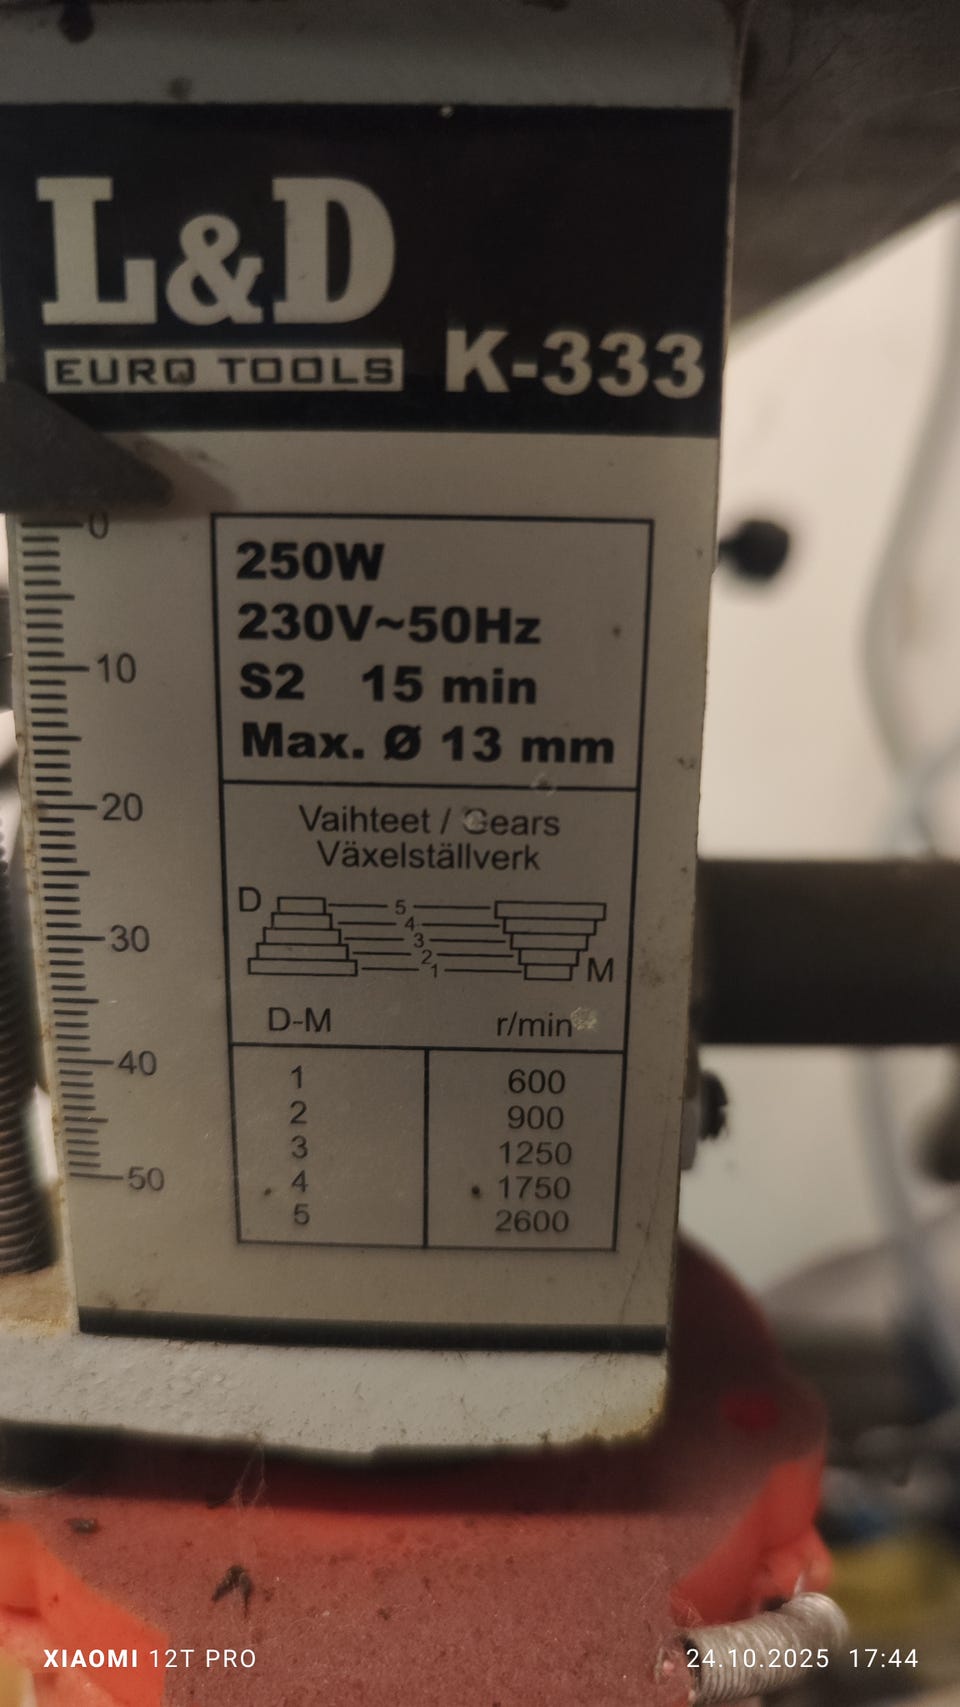 L&D
EURO TOOLS K-333
0
10
20
30
40
50
250W
230V~50Hz
S2 15 min
Max. Ø 13 mm
Vaihteet / Gears
Växelställverk
D 5
4
3
2
1 M
D-M r/min
1 600
2 900
3 1250
4 1750
5 2600
XIAOMI 12T PRO 24.10.2025 17:44